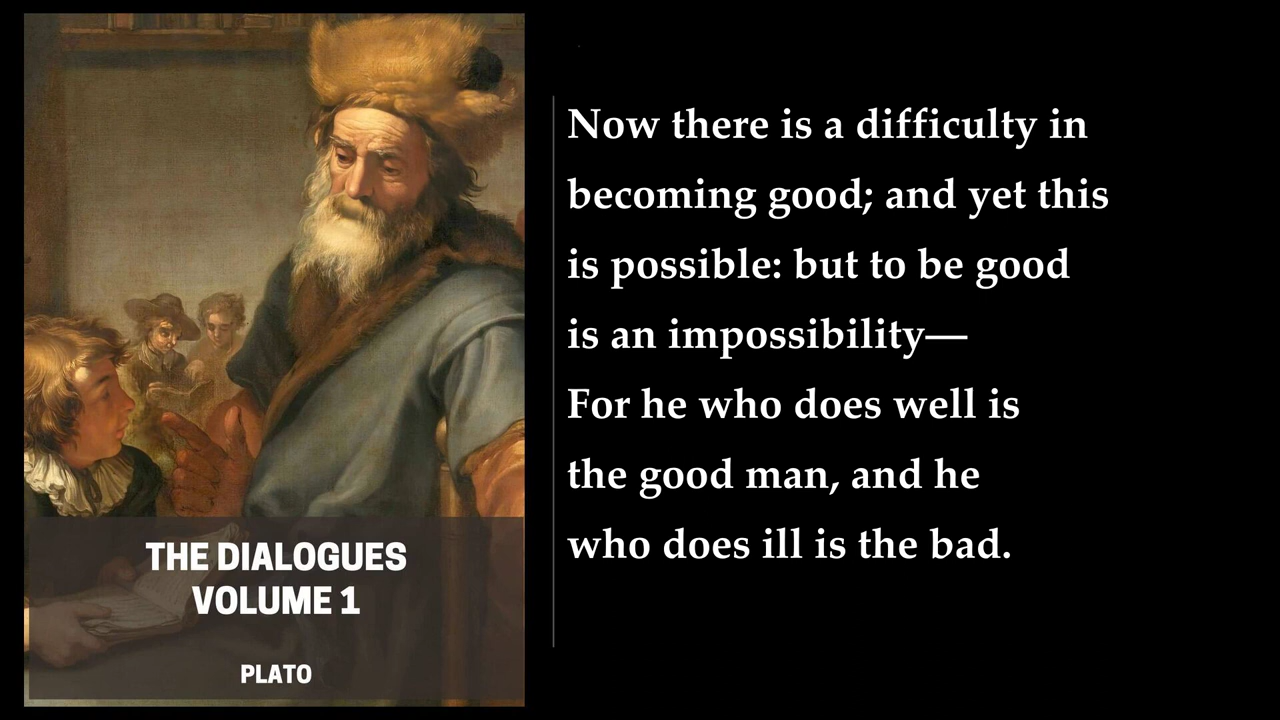 THE DIALOGUES
VOLUME 1
PLATO
Now there is a difficulty in
becoming good; and yet this
is possible: but to be good
is an impossibility—
For he who does well is
the good man, and he
who does ill is the bad.